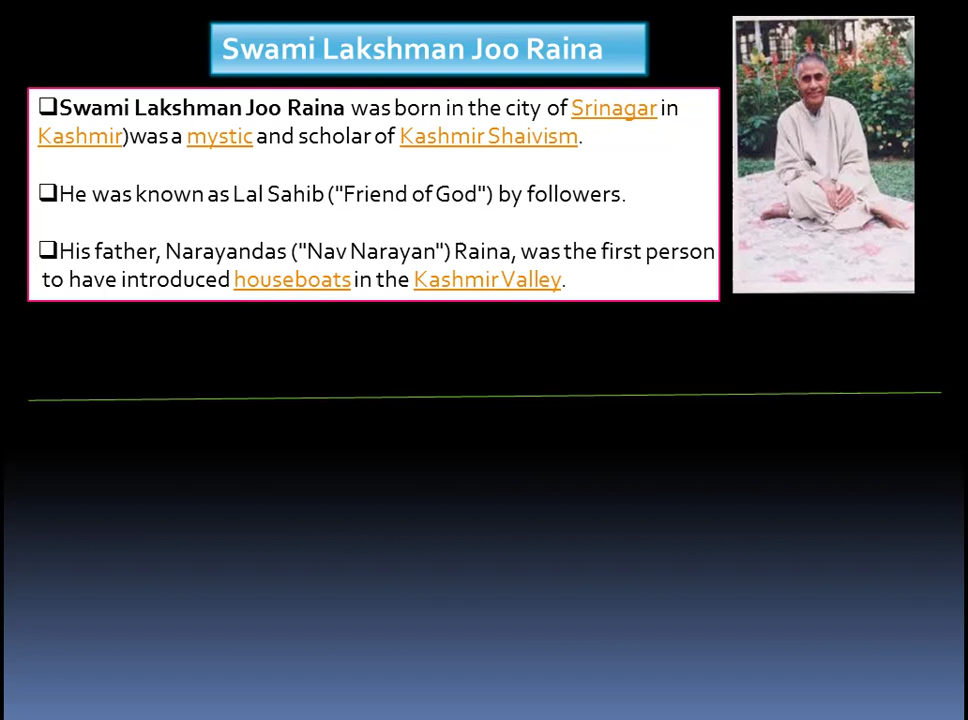 Swami Lakshman Joo Raina
❑Swami Lakshman Joo Raina was born in the city of Srinagar in
Kashmir)was a mystic and scholar of Kashmir Shaivism.
❑He was known as Lal Sahib ("Friend of God") by followers.
❑His father, Narayandas ("Nav Narayan") Raina, was the first person
to have introduced houseboats in the Kashmir Valley.